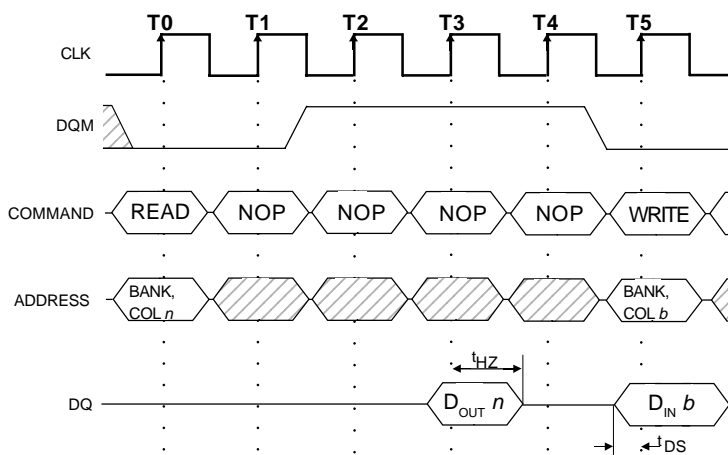 T0 T1 T2 T3 T4 T5
CLK
DQM
COMMAND READ NOP NOP NOP NOP WRITE
ADDRESS BANK, COL n BANK, COL b
tHZ
DQ DOUT n DIN b
tDS